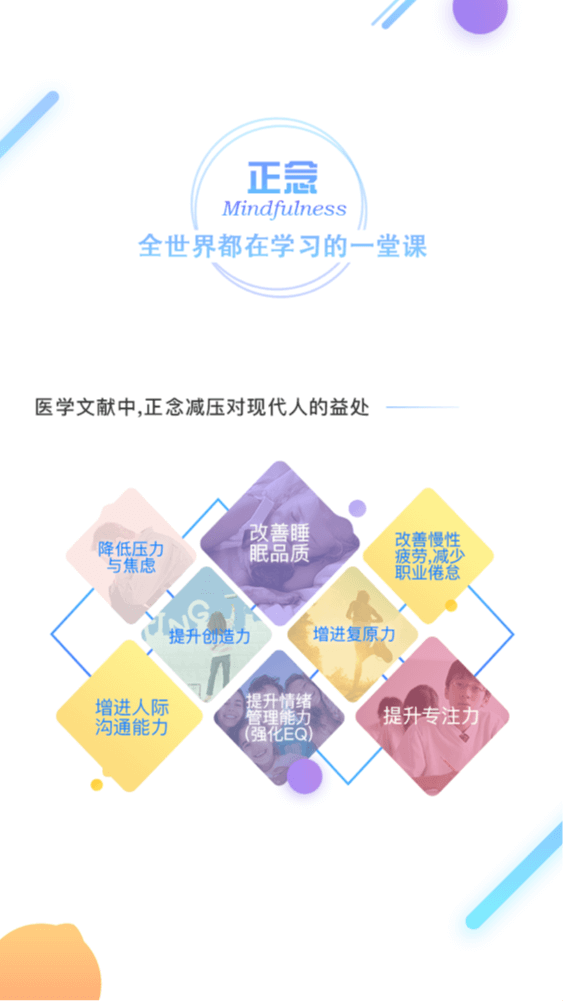 正念
Mindfulness
全世界都在学习的一堂课
医学文献中,正念减压对现代人的益处
降低压力
与焦虑
改善睡
眠品质
改善慢性
疲劳,减少
职业倦怠
提升创造力
增进复原力
增进人际
沟通能力
提升情绪
管理能力
(强化EQ)
提升专注力
UNG